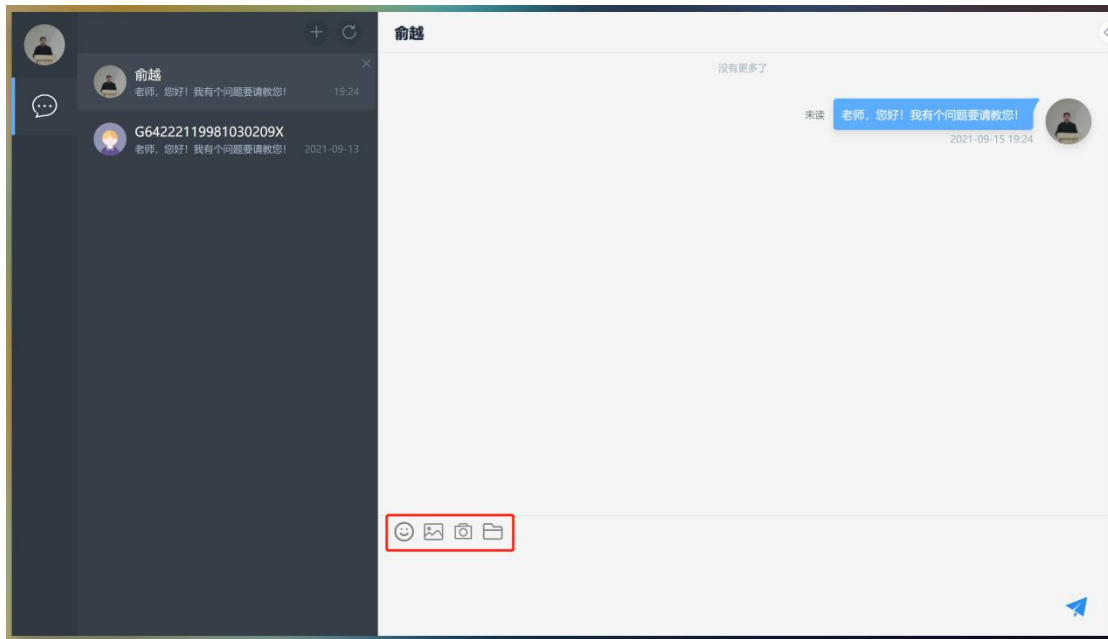 俞越
老师，您好！我有个问题要请教您！ 19:24
G64222119981030209X
老师，您好！我有个问题要请教您！ 2021-09-13
俞越
没有更多了
未读 老师，您好！我有个问题要请教您！
2021-09-15 19:24